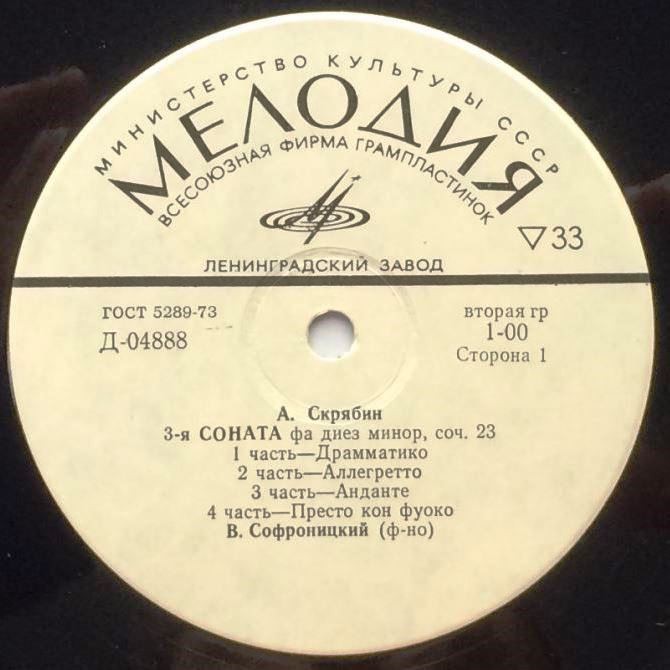 МИНИСТЕРСТВО КУЛЬТУРЫ СССР
МЕЛОДИЯ
ВСЕСОЮЗНАЯ ФИРМА ГРАМПЛАСТИНОК
▽33
ЛЕНИНГРАДСКИЙ ЗАВОД
ГОСТ 5289-73
Д-04888
вторая гр
1-00
Сторона 1
А. Скрябин
3-я СОНАТА фа диез минор, соч. 23
1 часть—Драмматико
2 часть—Аллегретто
3 часть—Анданте
4 часть—Престо кон фуоко
В. Софроницкий (ф-но)